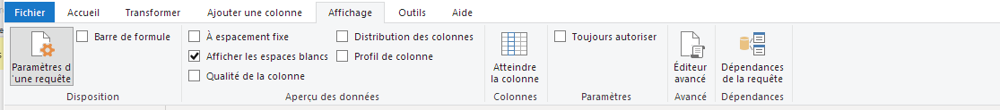 Fichier Accueil Transformer Ajouter une colonne Affichage Outils Aide
Paramètres d
'une requête
Barre de formule
Disposition
À espacement fixe
Afficher les espaces blancs
Qualité de la colonne
Distribution des colonnes
Profil de colonne
Aperçu des données
Atteindre
la colonne
Colonnes
Toujours autoriser
Paramètres
Éditeur
avancé
Avancé
Dépendances
de la requête
Dépendances